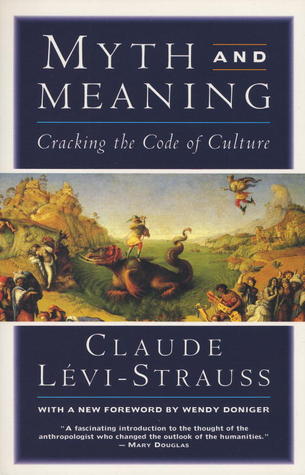 MYTH AND
MEANING
Cracking the Code of Culture
CLAUDE
LÉVI-STRAUSS
WITH A NEW FOREWORD BY WENDY DONIGER
"A fascinating introduction to the thought of the
anthropologist who changed the outlook of the humanities."
— MARY DOUGLAS